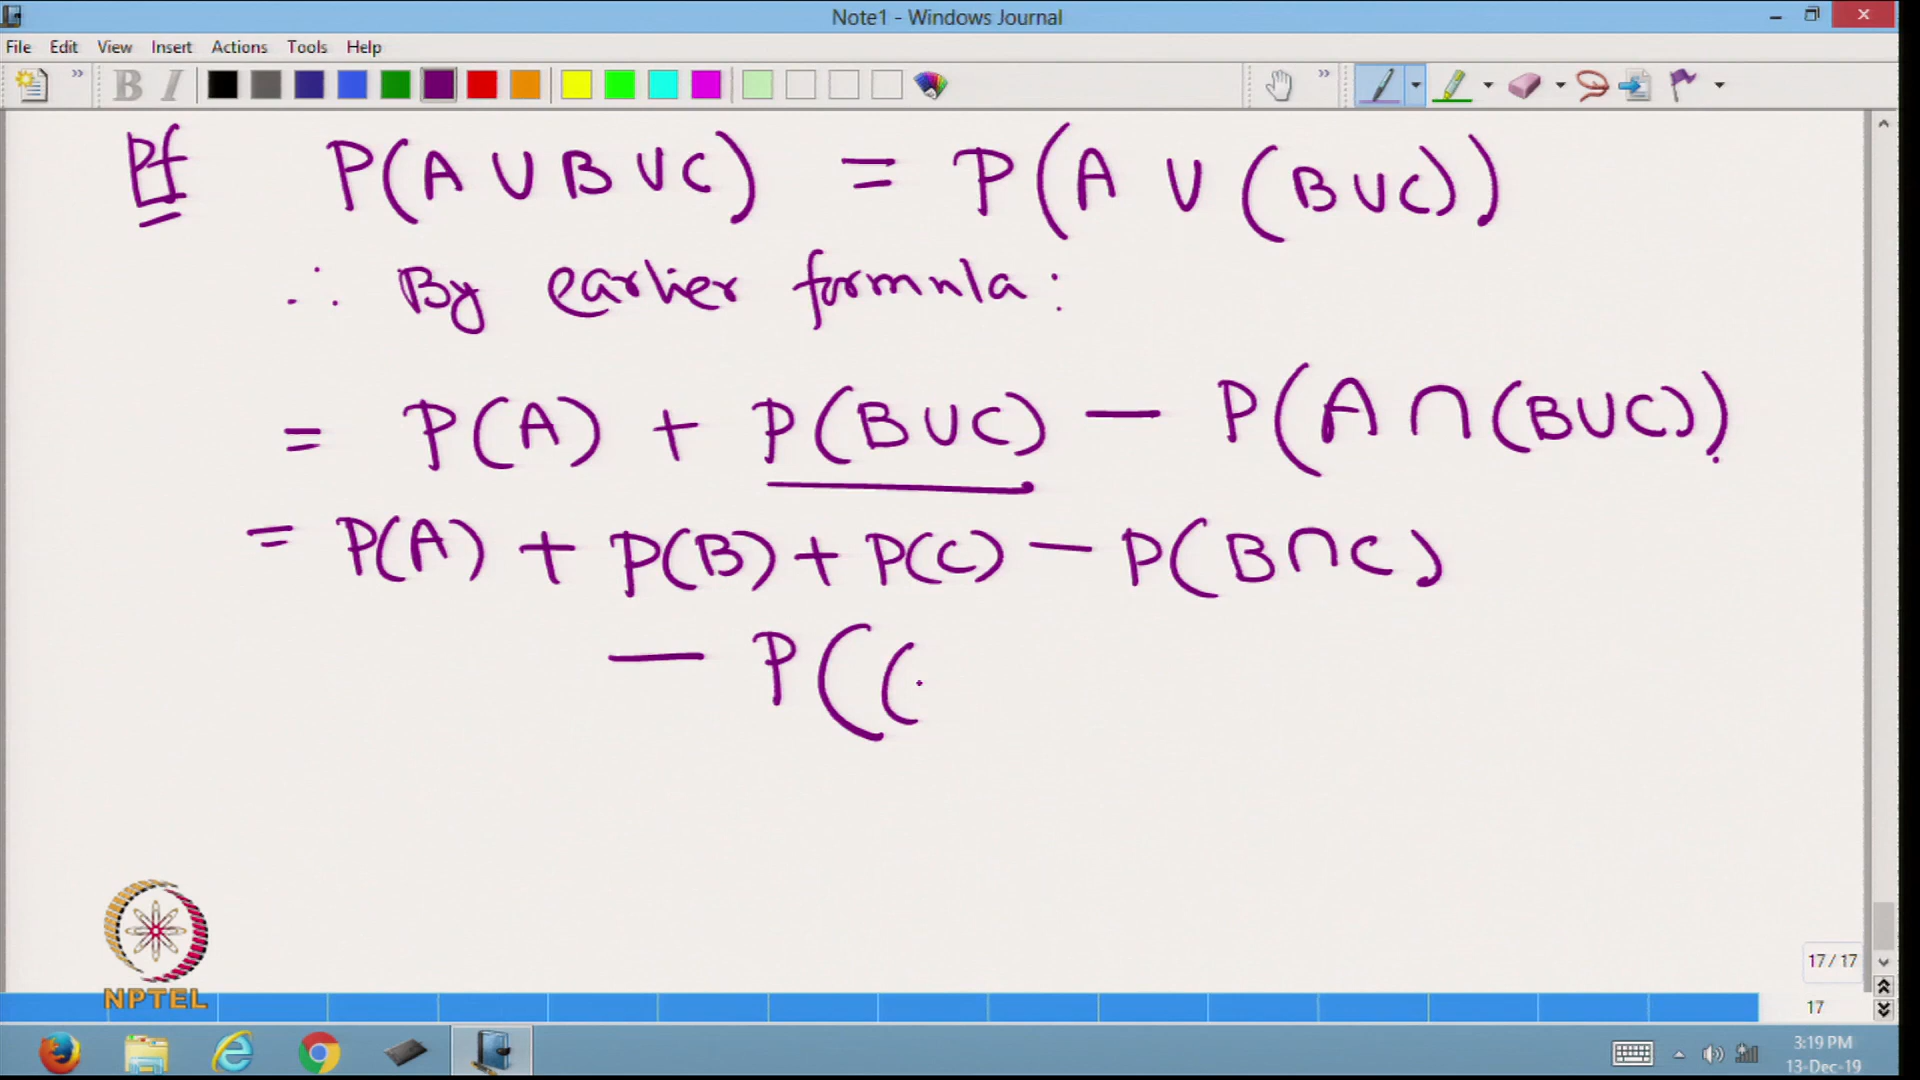 Note1 - Windows Journal
File Edit View Insert Actions Tools Help
B I
Pf P(A ∪ B ∪ C) = P(A ∪ (B ∪ C))
∴ By earlier formula:
= P(A) + P(B ∪ C) — P(A ∩ (B ∪ C))
= P(A) + P(B) + P(C) — P(B ∩ C)
— P((
17 / 17
NPTEL
17
3:19 PM
13-Dec-19